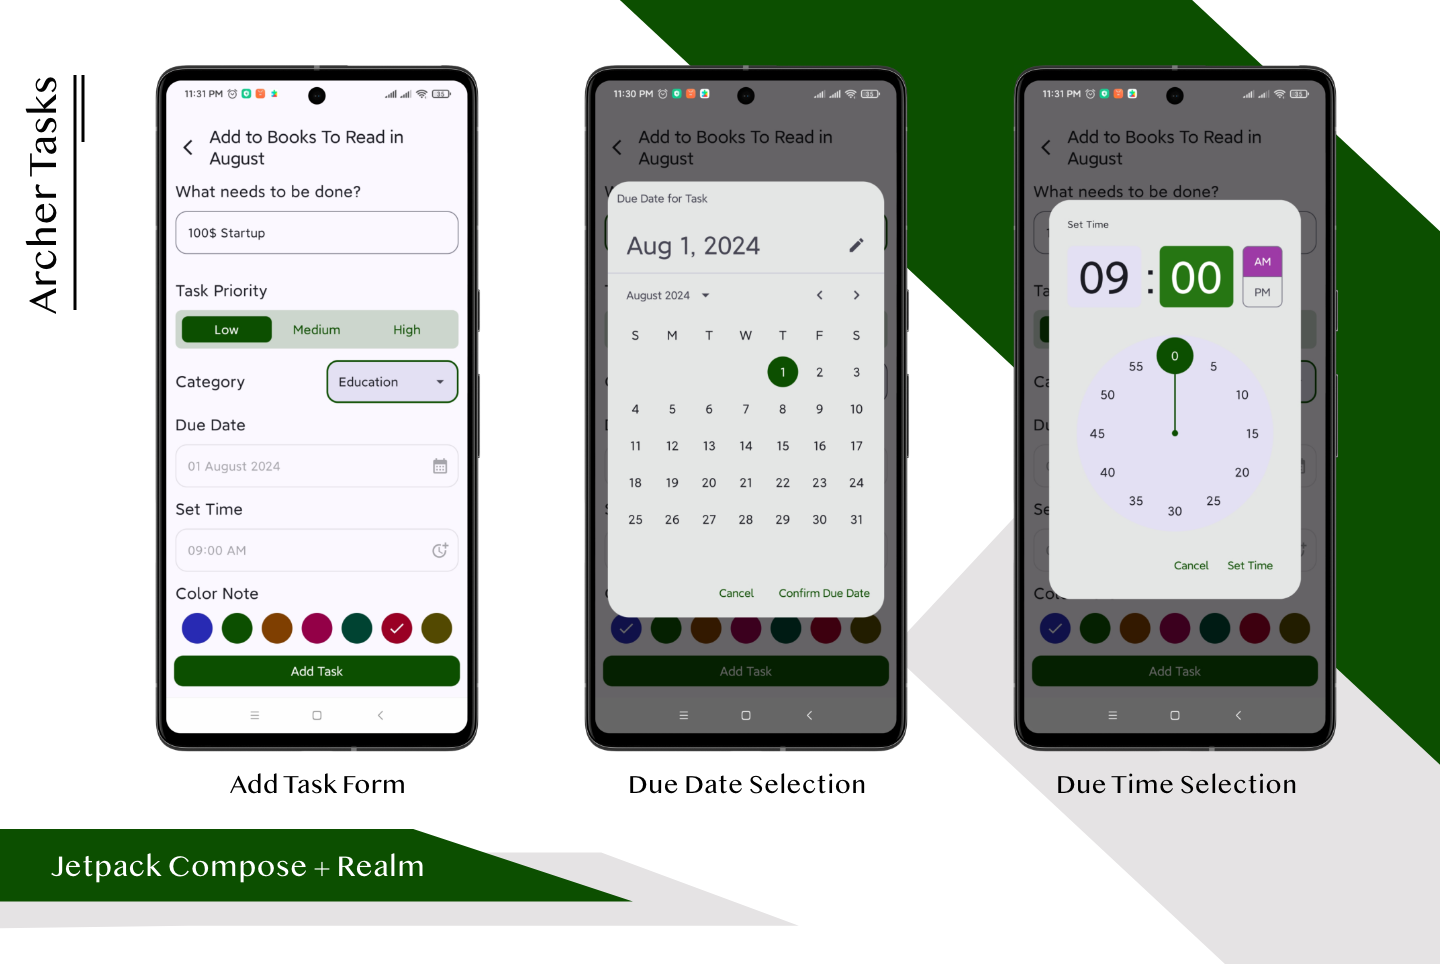 Archer Tasks
11:31 PM
35
Add to Books To Read in
August
What needs to be done?
100$ Startup
Task Priority
Low Medium High
Category Education
Due Date
01 August 2024
Set Time
09:00 AM
Color Note
Add Task
Add Task Form
11:30 PM
35
Add to Books To Read in
August
Due Date for Task
Aug 1, 2024
August 2024
S M T W T F S
1 2 3
4 5 6 7 8 9 10
11 12 13 14 15 16 17
18 19 20 21 22 23 24
25 26 27 28 29 30 31
Cancel Confirm Due Date
Add Task
Due Date Selection
11:31 PM
35
Add to Books To Read in
August
What needs to be done?
Set Time
09 : 00 AM
PM
0
55 5
50 10
45 15
40 20
35 25
30
Cancel Set Time
Add Task
Due Time Selection
Jetpack Compose + Realm